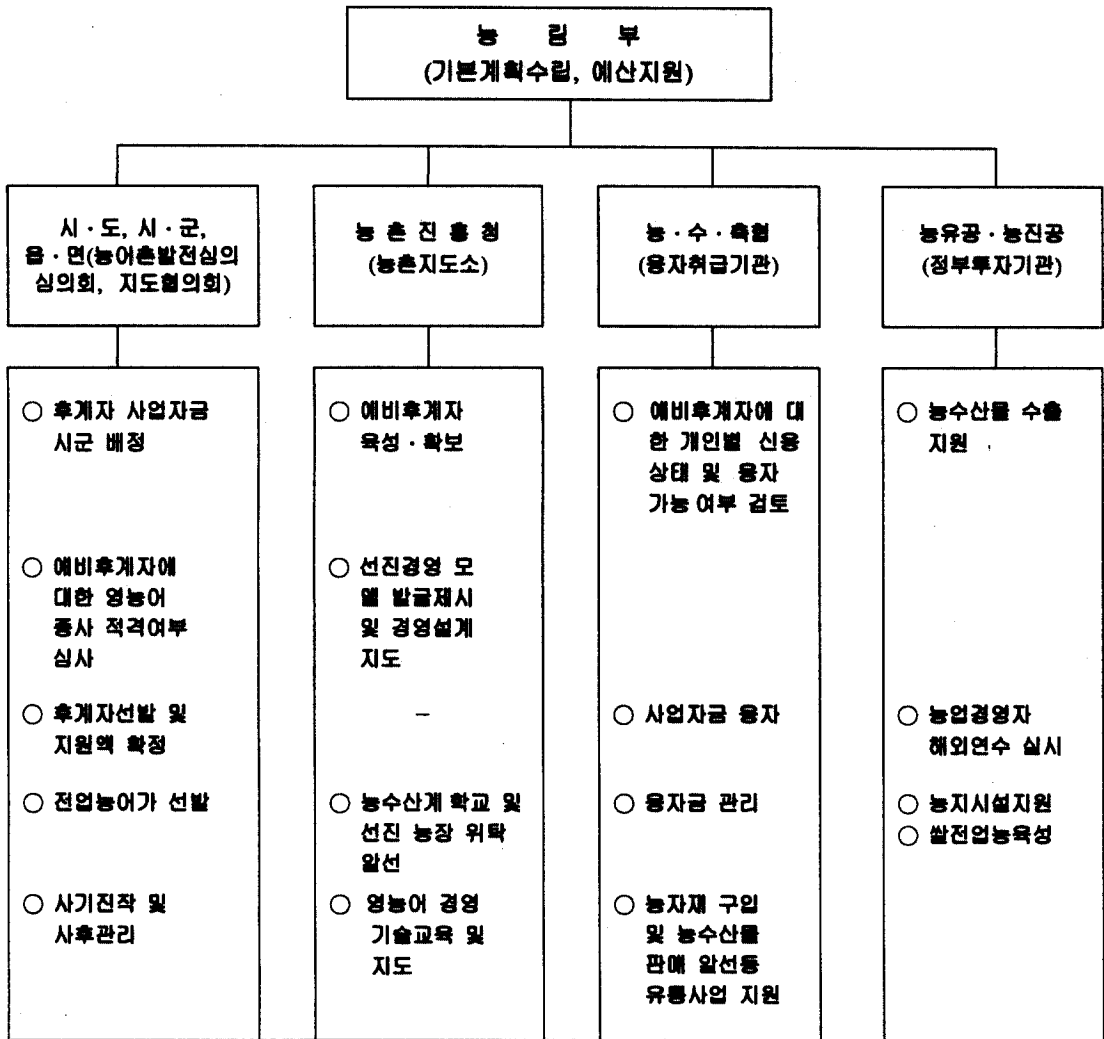 농 림 부
(기본계획수립, 예산지원)
시·도, 시·군,
읍·면(농어촌발전심의
심의회, 지도협의회)
○ 후계자 사업자금
시군 배정
○ 예비후계자에
대한 영농어
종사 적격여부
심사
○ 후계자선발 및
지원액 확정
○ 전업농어가 선발
○ 사기진작 및
사후관리
농 촌 진 흥 청
(농촌지도소)
○ 예비후계자
육성·확보
○ 선진경영 모
델 발굴제시
및 경영설계
지도
－
○ 농수산계 학교 및
선진 농장 위탁
알선
○ 영농어 경영
기술교육 및
지도
농·수·축협
(융자취급기관)
○ 예비후계자에 대
한 개인별 신용
상태 및 융자
가능 여부 검토
○ 사업자금 융자
○ 융자금 관리
○ 농자재 구입
및 농수산물
판매 알선등
유통사업 지원
농유공·농진공
(정부투자기관)
○ 농수산물 수출
지원
○ 농업경영자
해외연수 실시
○ 농지시설지원
○ 쌀전업농육성